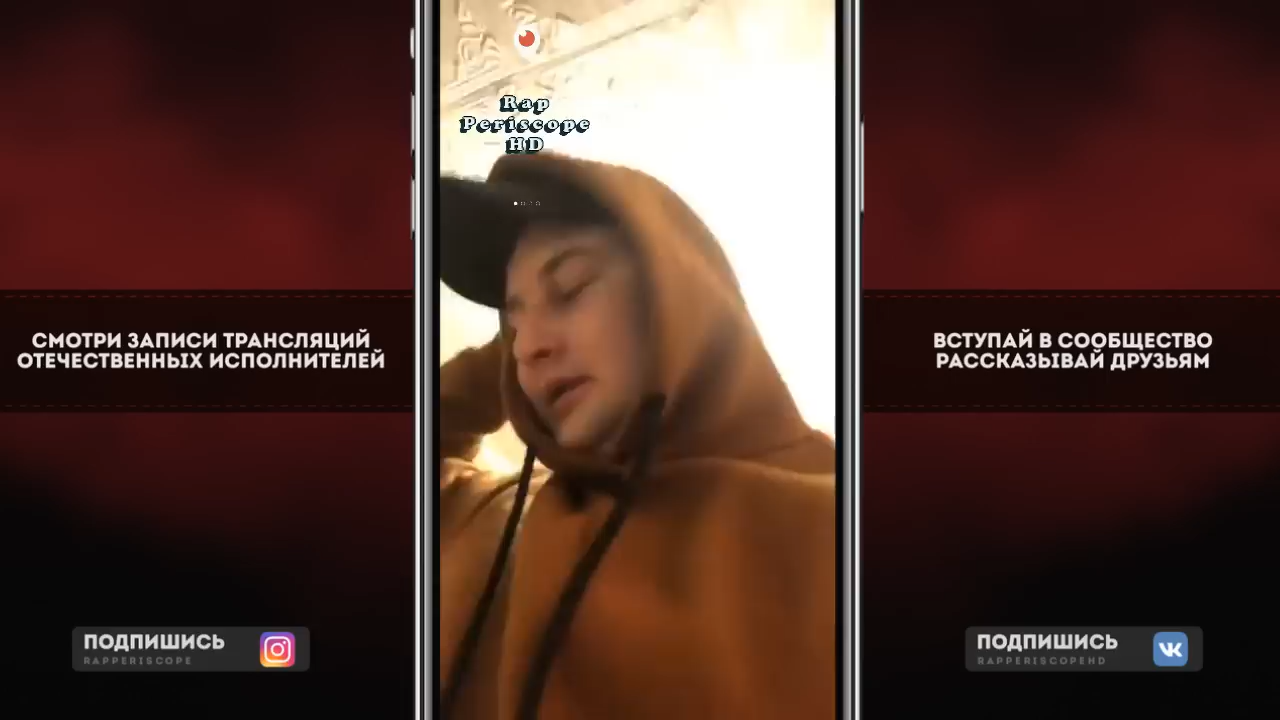 Rap
Periscope
HD
СМОТРИ ЗАПИСИ ТРАНСЛЯЦИЙ
ОТЕЧЕСТВЕННЫХ ИСПОЛНИТЕЛЕЙ
ВСТУПАЙ В СООБЩЕСТВО
РАССКАЗЫВАЙ ДРУЗЬЯМ
ПОДПИШИСЬ
RAPPERISCOPE
ПОДПИШИСЬ
RAPPERISCOPEHD